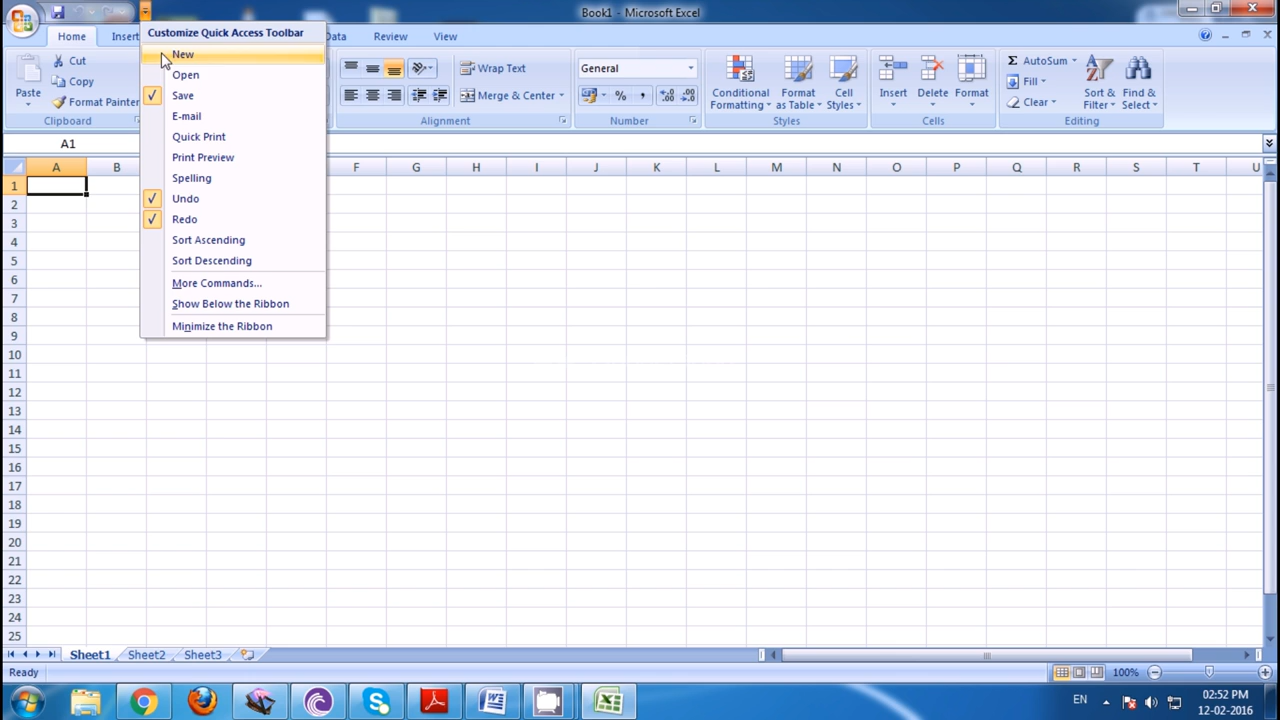 Book1 - Microsoft Excel
Home
Insert
Data
Review
View
Customize Quick Access Toolbar
New
Open
Save
E-mail
Quick Print
Print Preview
Spelling
Undo
Redo
Sort Ascending
Sort Descending
More Commands...
Show Below the Ribbon
Minimize the Ribbon
Cut
Copy
Format Painter
Paste
Clipboard
Wrap Text
Merge & Center
Alignment
General
%
,
Number
Conditional Formatting
Format as Table
Cell Styles
Styles
Insert
Delete
Format
Cells
Σ AutoSum
Fill
Clear
Sort & Filter
Find & Select
Editing
A1
A B F G H I J K L M N O P Q R S T U
1
2
3
4
5
6
7
8
9
10
11
12
13
14
15
16
17
18
19
20
21
22
23
24
25
Sheet1 Sheet2 Sheet3
Ready
100%
EN
02:52 PM
12-02-2016